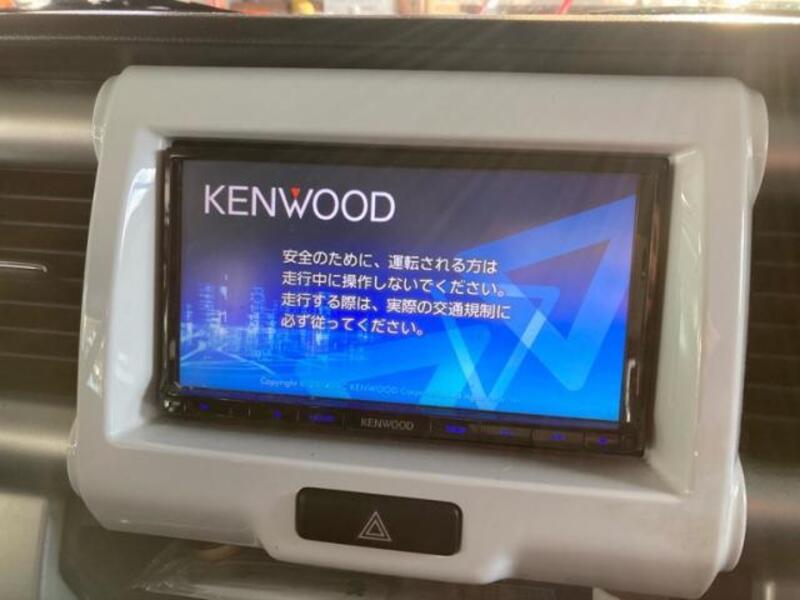 KENWOOD
安全のために、運転される方は
走行中に操作しないでください。
走行する際は、実際の交通規制に
必ず従ってください。
Copyright KENWOOD
KENWOOD